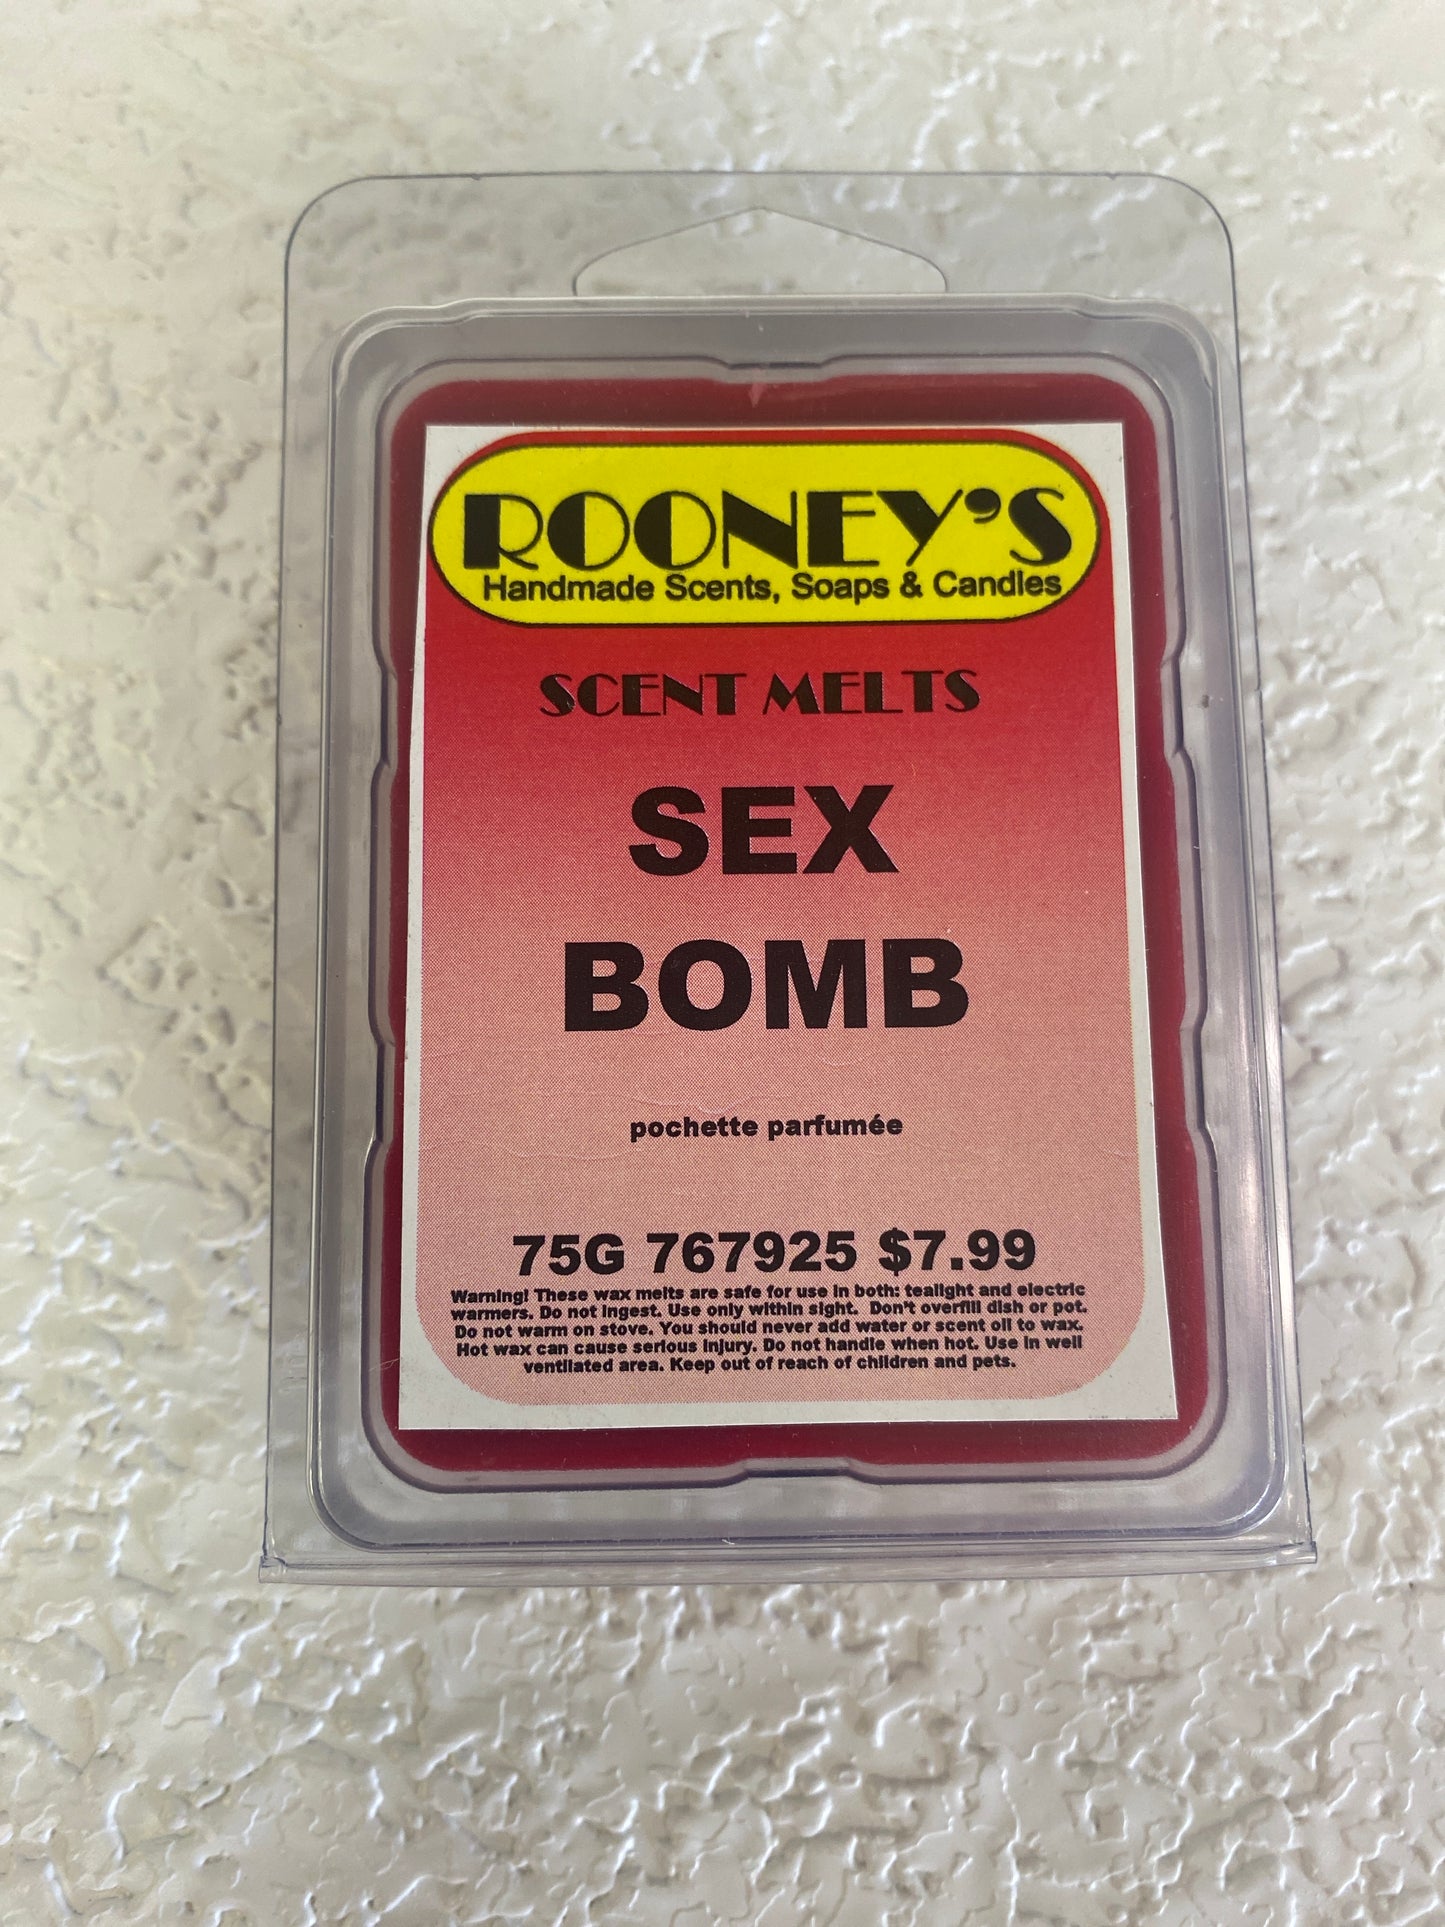 ROONEY'S
Handmade Scents, Soaps & Candles
SCENT MELTS
SEX
BOMB
pochette parfumée
75G 767925 $7.99
Warning! These wax melts are safe for use in both: tealight and electric
warmers. Do not ingest. Use only within sight. Don't overfill dish or pot.
Do not warm on stove. You should never add water or scent oil to wax.
Hot wax can cause serious injury. Do not handle when hot. Use in well
ventilated area. Keep out of reach of children and pets.